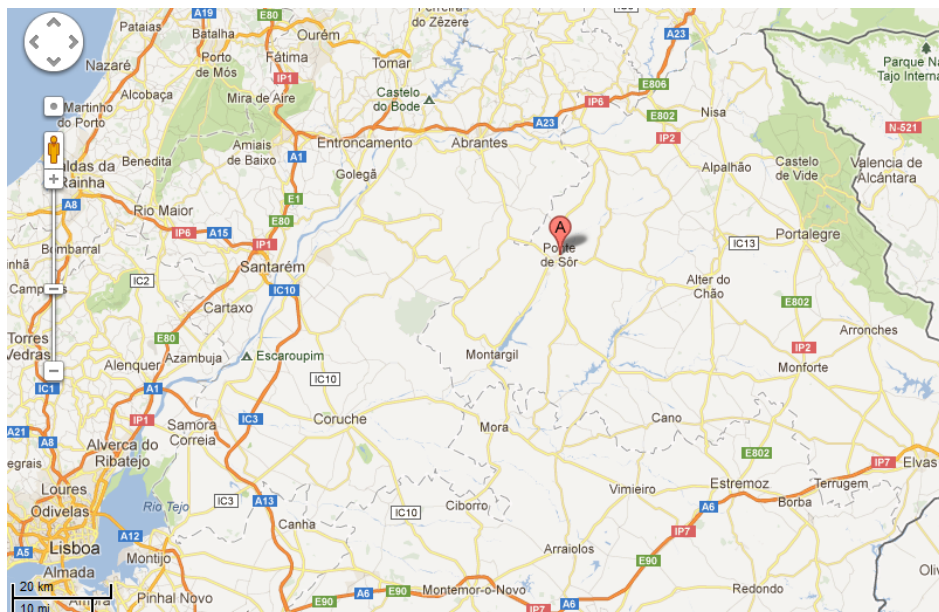 A19
Pataias
Batalha
Ourém
do Zêzere
E80
A1
A23
Nazaré
Porto
de Mós
Fátima
Tomar
IP1
Castelo
do Bode
E806
Parque Na
Tajo Interna
Alcobaça
Mira de Aire
IP6
Nisa
Martinho
do Porto
A23
E802
IP2
N-521
Amiais
de Baixo
A1
Entroncamento
Abrantes
Benedita
Golegã
Alpalhão
Castelo
de Vide
Valencia de
Alcántara
aldas da
Rainha
A8
E1
Rio Maior
E80
IP6
A15
IP1
A
Ponte
de Sôr
IC13
Portalegre
Bombarral
Santarém
IC2
IC10
Alter do
Chão
E802
Cartaxo
Torres
Vedras
E80
Arronches
Alenquer
Azambuja
Escaroupim
Montargil
IP2
Monforte
IC1
A1
IC10
IP1
IC3
Coruche
Cano
A21
A8
Samora
Correia
Mora
Alverca do
Ribatejo
E802
IP7
Elvas
Loures
Odivelas
Rio Tejo
IC3
A13
Vimieiro
Estremoz
Terrugem
A6
Borba
IC10
Ciborro
A12
Canha
IP7
Lisboa
A5
Montijo
Arraiolos
E90
Almada
20 km
10 mi
Pinhal Novo
A6
E90
Montemor-o-Novo
IP7
A6
Redondo